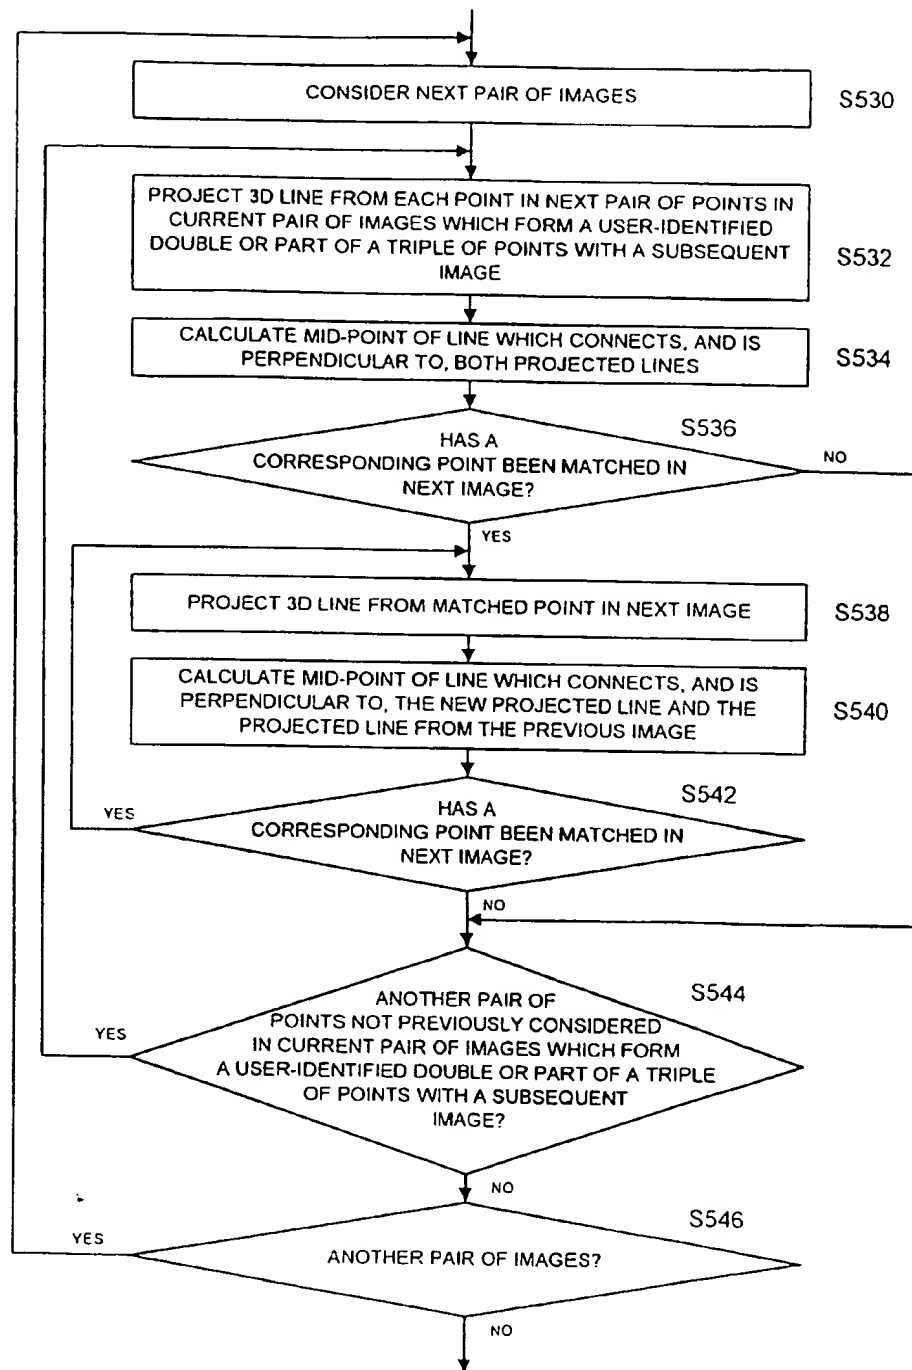 CONSIDER NEXT PAIR OF IMAGES
S530
PROJECT 3D LINE FROM EACH POINT IN NEXT PAIR OF POINTS IN
CURRENT PAIR OF IMAGES WHICH FORM A USER-IDENTIFIED
DOUBLE OR PART OF A TRIPLE OF POINTS WITH A SUBSEQUENT
IMAGE
S532
CALCULATE MID-POINT OF LINE WHICH CONNECTS, AND IS
PERPENDICULAR TO, BOTH PROJECTED LINES
S534
S536
HAS A
CORRESPONDING POINT BEEN MATCHED IN
NEXT IMAGE?
NO
YES
PROJECT 3D LINE FROM MATCHED POINT IN NEXT IMAGE
S538
CALCULATE MID-POINT OF LINE WHICH CONNECTS, AND IS
PERPENDICULAR TO, THE NEW PROJECTED LINE AND THE
PROJECTED LINE FROM THE PREVIOUS IMAGE
S540
S542
YES
HAS A
CORRESPONDING POINT BEEN MATCHED IN
NEXT IMAGE?
NO
S544
ANOTHER PAIR OF
POINTS NOT PREVIOUSLY CONSIDERED
IN CURRENT PAIR OF IMAGES WHICH FORM
A USER-IDENTIFIED DOUBLE OR PART OF A TRIPLE
OF POINTS WITH A SUBSEQUENT
IMAGE?
YES
NO
S546
YES
ANOTHER PAIR OF IMAGES?
NO